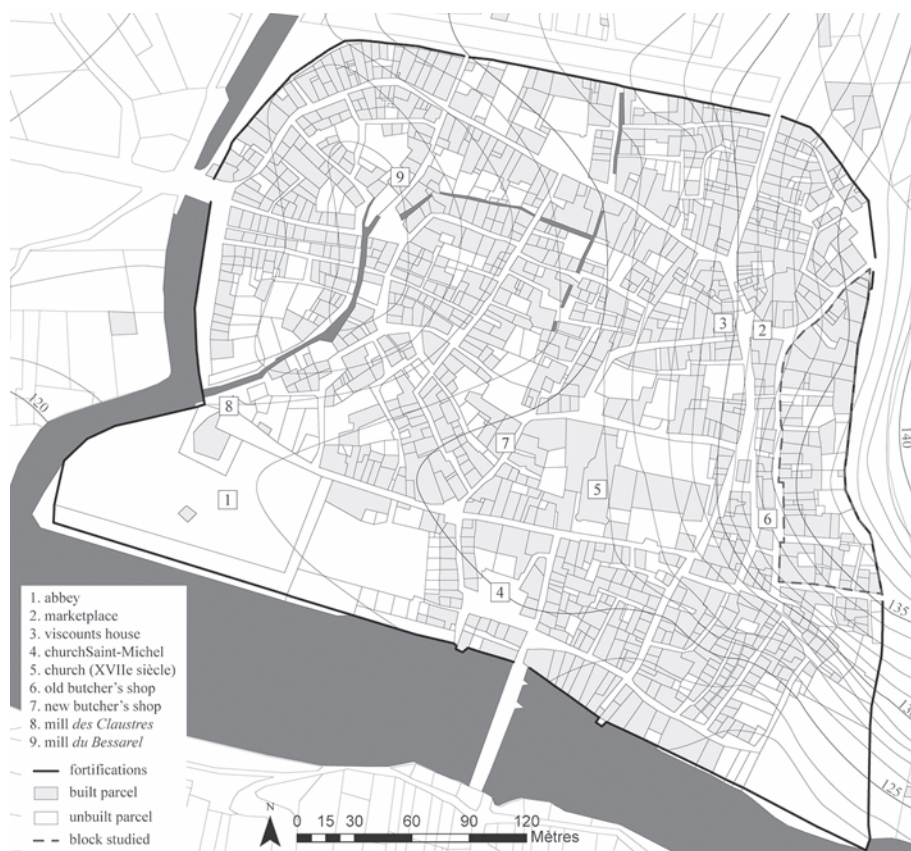 9
3
2
120
8
7
140
1
5
6
4
135
1. abbey
2. marketplace
3. viscounts house
4. churchSaint-Michel
5. church (XVIIe siècle)
6. old butcher's shop
7. new butcher's shop
8. mill des Claustres
9. mill du Bessarel
fortifications
built parcel
unbuilt parcel
block studied
125
N
0 15 30 60 90 120
Mètres